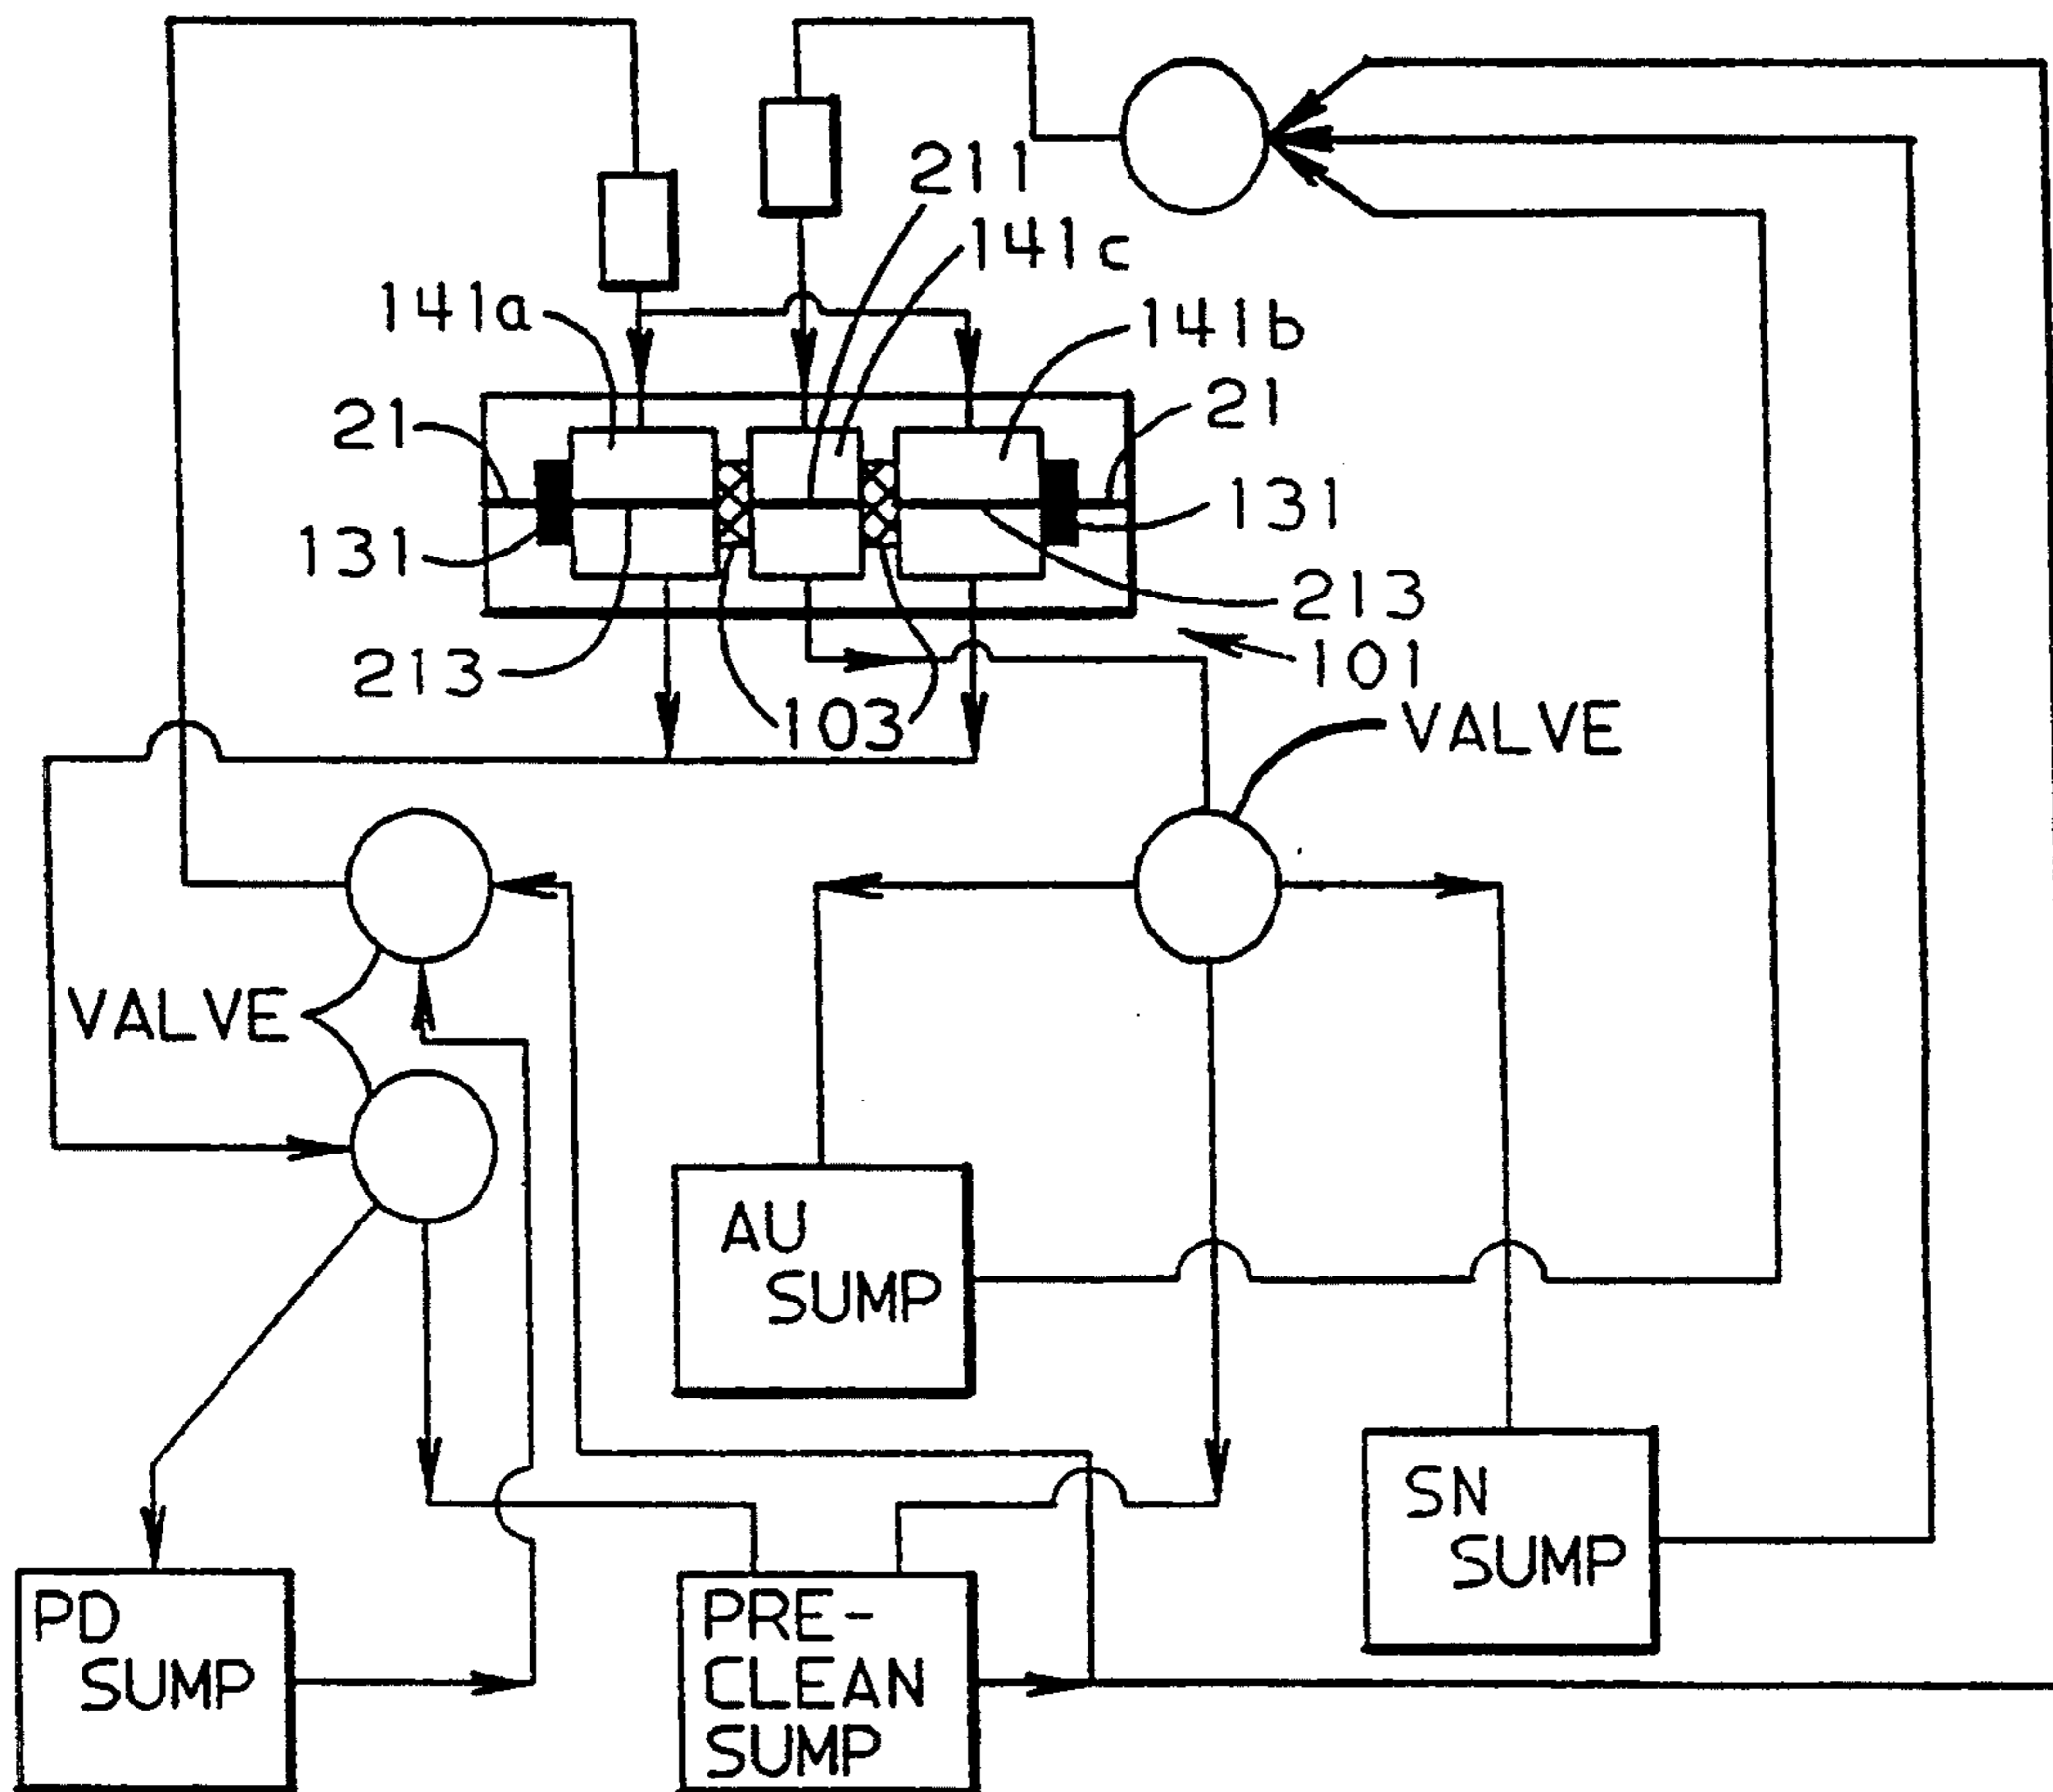 211
141c
141a
141b
21
21
131
131
213
213
101
103
VALVE
VALVE
AU
SUMP
SN
SUMP
PD
SUMP
PRE-
CLEAN
SUMP